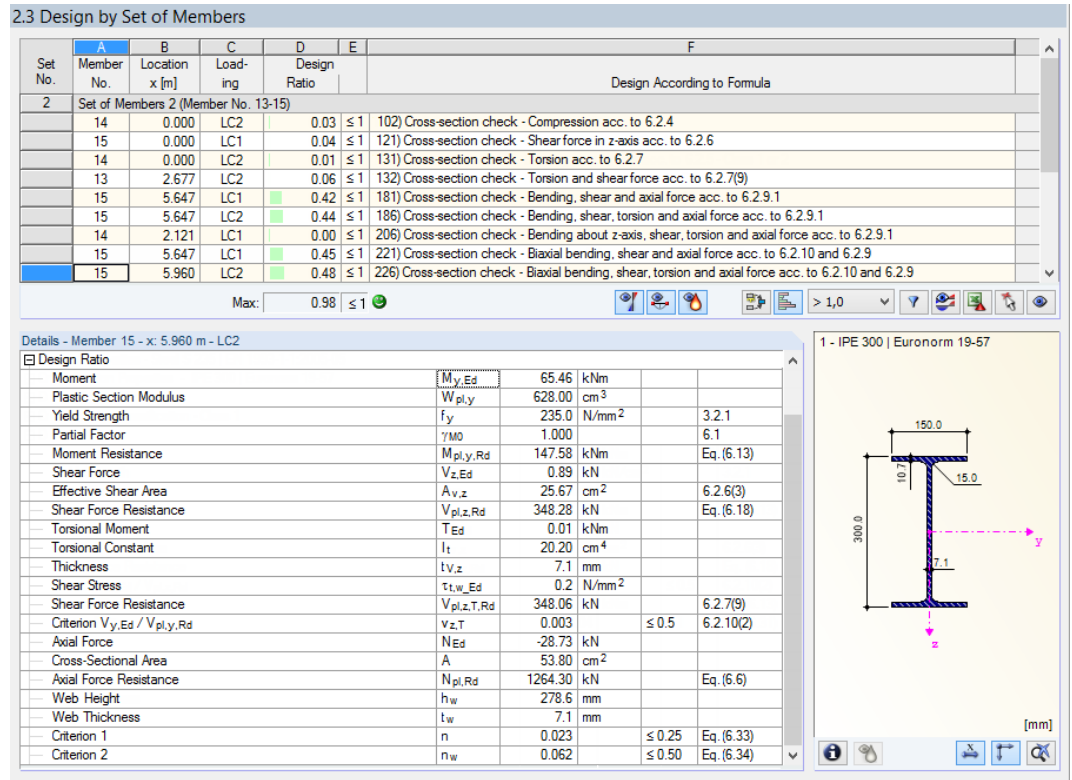 2.3 Design by Set of Members
A B C D E F
Set Member Location Load- Design
No. No. x [m] ing Ratio Design According to Formula
2 Set of Members 2 (Member No. 13-15)
14 0.000 LC2 0.03 ≤ 1 102) Cross-section check - Compression acc. to 6.2.4
15 0.000 LC1 0.04 ≤ 1 121) Cross-section check - Shear force in z-axis acc. to 6.2.6
14 0.000 LC2 0.01 ≤ 1 131) Cross-section check - Torsion acc. to 6.2.7
13 2.677 LC2 0.06 ≤ 1 132) Cross-section check - Torsion and shear force acc. to 6.2.7(9)
15 5.647 LC1 0.42 ≤ 1 181) Cross-section check - Bending, shear and axial force acc. to 6.2.9.1
15 5.647 LC2 0.44 ≤ 1 186) Cross-section check - Bending, shear, torsion and axial force acc. to 6.2.9.1
14 2.121 LC1 0.00 ≤ 1 206) Cross-section check - Bending about z-axis, shear, torsion and axial force acc. to 6.2.9.1
15 5.647 LC1 0.45 ≤ 1 221) Cross-section check - Biaxial bending, shear and axial force acc. to 6.2.10 and 6.2.9
15 5.960 LC2 0.48 ≤ 1 226) Cross-section check - Biaxial bending, shear, torsion and axial force acc. to 6.2.10 and 6.2.9
Max: 0.98 ≤ 1 > 1,0
Details - Member 15 - x: 5.960 m - LC2
Design Ratio
Moment My,Ed 65.46 kNm
Plastic Section Modulus Wpl,y 628.00 cm3
Yield Strength fy 235.0 N/mm2 3.2.1
Partial Factor γM0 1.000 6.1
Moment Resistance Mpl,y,Rd 147.58 kNm Eq.(6.13)
Shear Force Vz,Ed 0.89 kN
Effective Shear Area Av,z 25.67 cm2 6.2.6(3)
Shear Force Resistance Vpl,z,Rd 348.28 kN Eq.(6.18)
Torsional Moment TEd 0.01 kNm
Torsional Constant It 20.20 cm4
Thickness tV,z 7.1 mm
Shear Stress τt,w_Ed 0.2 N/mm2
Shear Force Resistance Vpl,z,T,Rd 348.06 kN 6.2.7(9)
Criterion Vy,Ed / Vpl,y,Rd vz,T 0.003 ≤ 0.5 6.2.10(2)
Axial Force NEd -28.73 kN
Cross-Sectional Area A 53.80 cm2
Axial Force Resistance Npl,Rd 1264.30 kN Eq.(6.6)
Web Height hw 278.6 mm
Web Thickness tw 7.1 mm
Criterion 1 n 0.023 ≤ 0.25 Eq.(6.33)
Criterion 2 nw 0.062 ≤ 0.50 Eq.(6.34)
1 - IPE 300 | Euronorm 19-57
150.0
10.7
15.0
300.0
y
7.1
z
[mm]
X